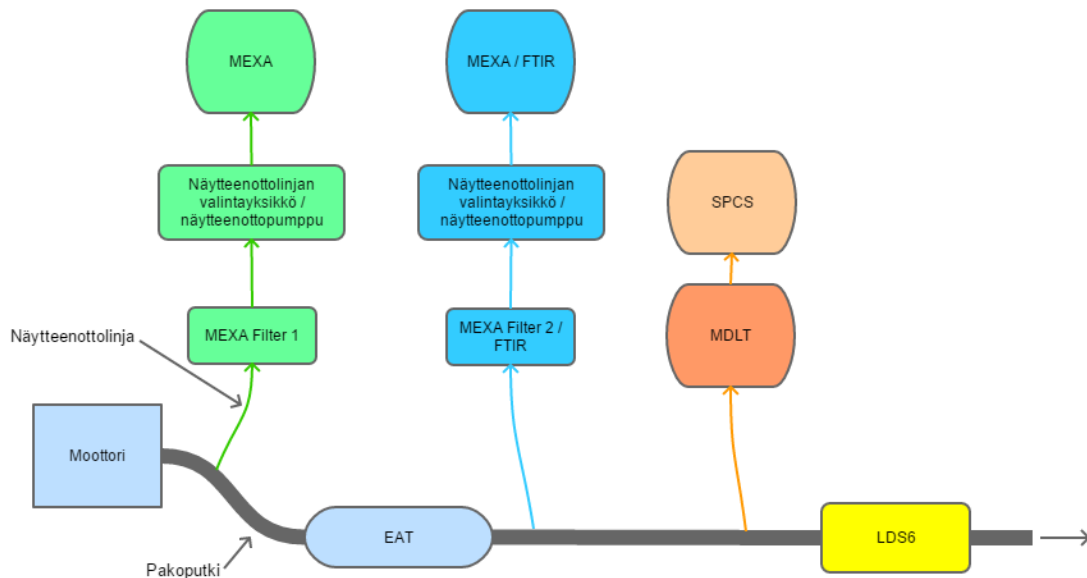 MEXA
MEXA / FTIR
Näytteenottolinjan
valintayksikkö /
näytteenottopumppu
Näytteenottolinjan
valintayksikkö /
näytteenottopumppu
SPCS
MEXA Filter 1
MEXA Filter 2 /
FTIR
MDLT
Näytteenottolinja
Moottori
EAT
LDS6
Pakoputki